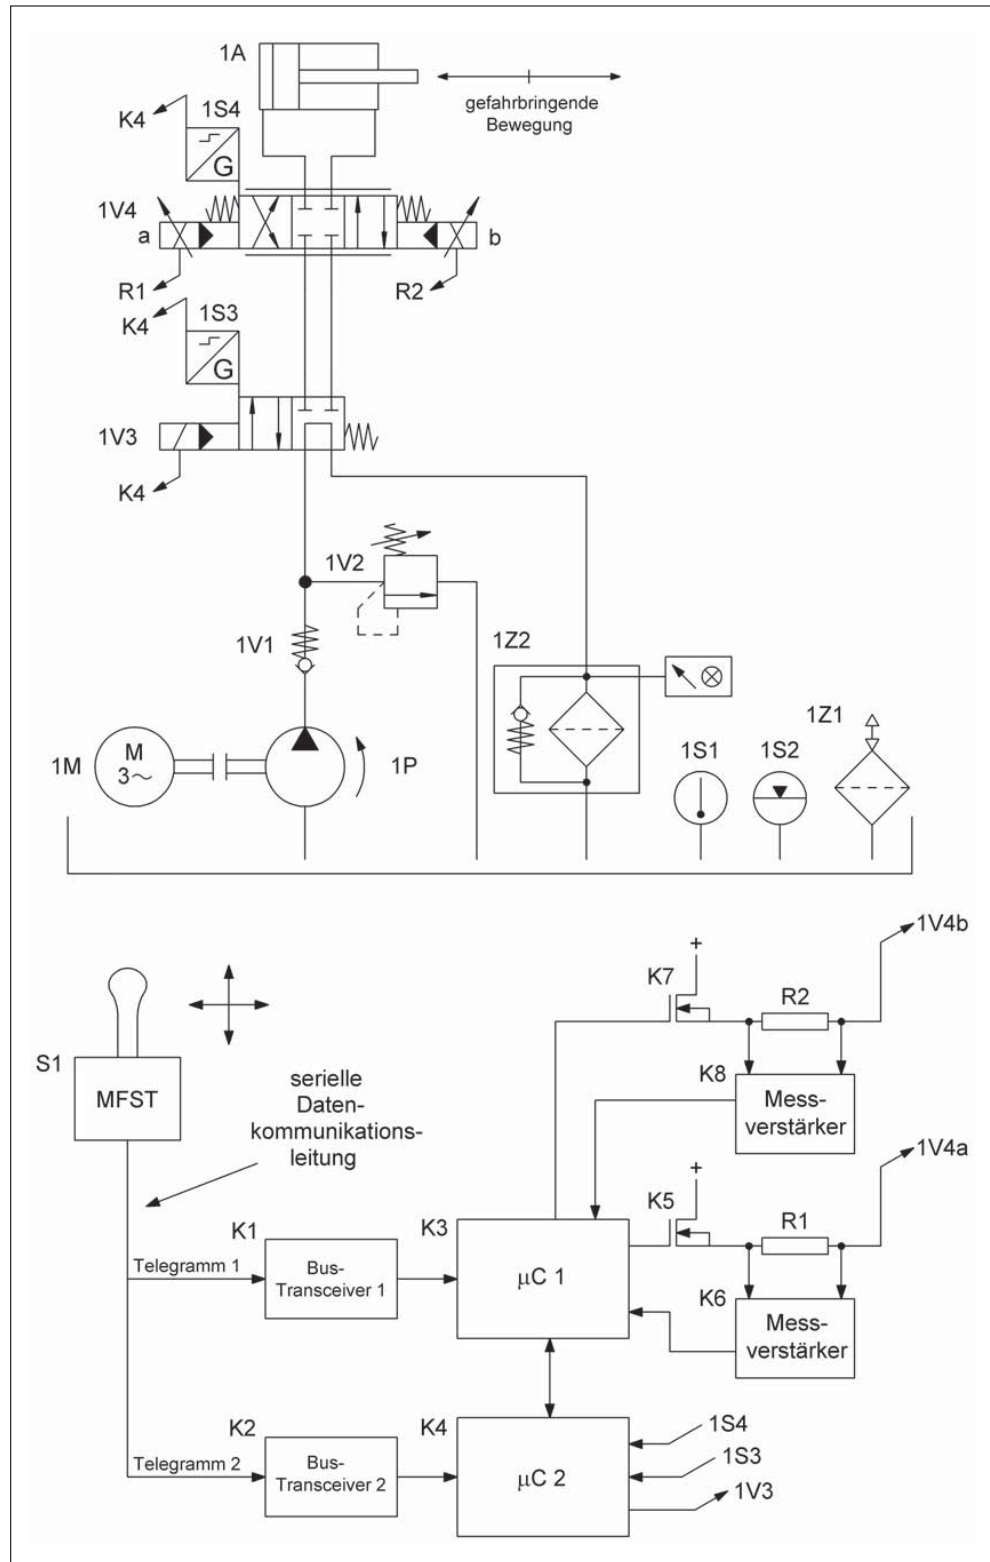 1A
gefahrbringende
Bewegung
K4
1S4
G
1V4
a
b
R1
R2
K4
1S3
G
1V3
K4
1V2
1V1
1Z2
1Z1
1M
M
3~
1P
1S1
1S2
1V4b
+
K7
R2
S1
MFST
serielle
Daten-
kommunikations-
leitung
K8
Mess-
verstärker
1V4a
+
K5
R1
K1
Bus-
Transceiver 1
Telegramm 1
K3
µC 1
K6
Mess-
verstärker
K2
Bus-
Transceiver 2
Telegramm 2
K4
µC 2
1S4
1S3
1V3